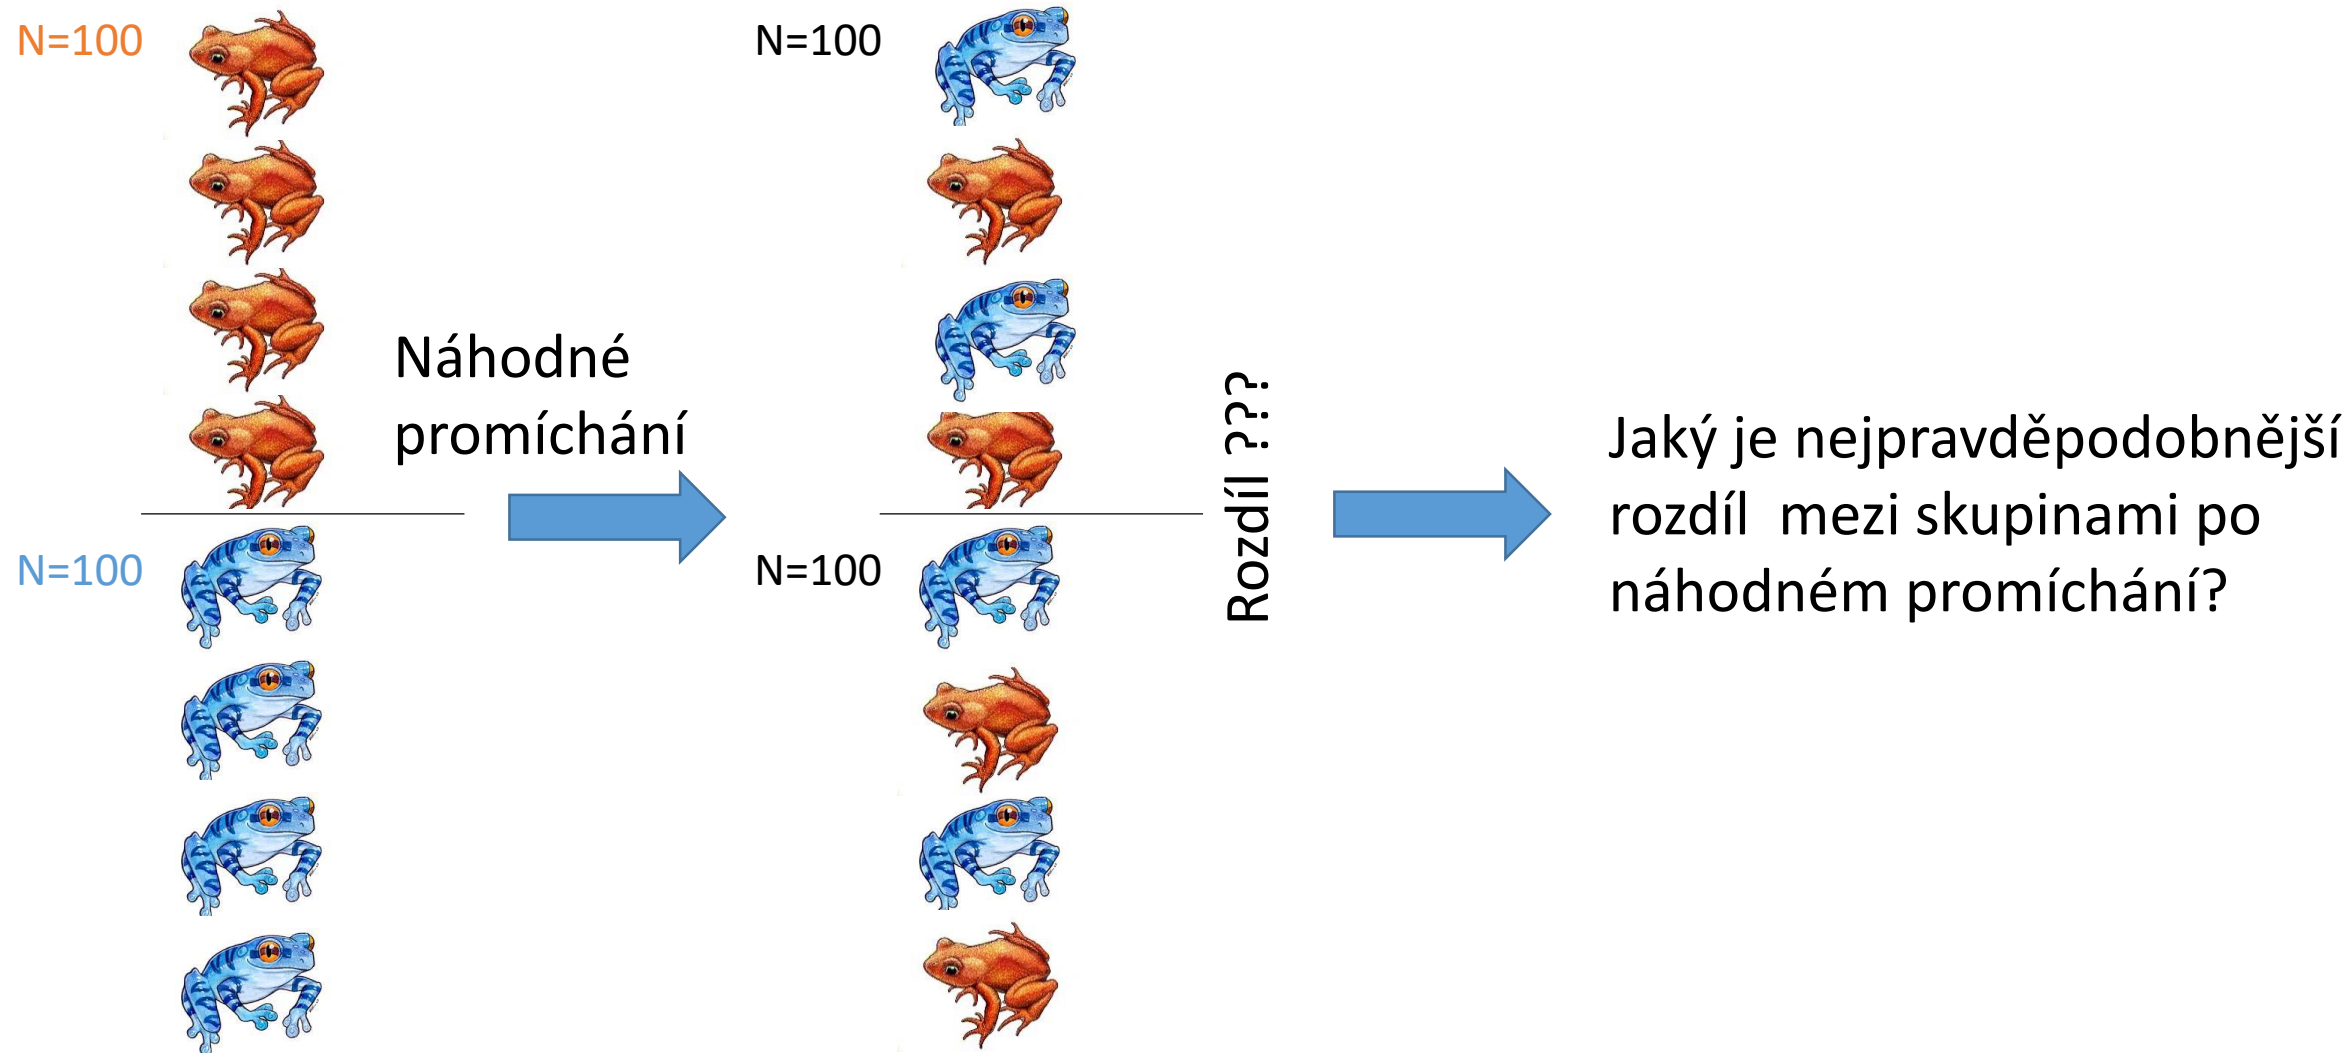 N=100
N=100
Náhodné
promíchání
N=100
N=100
Rozdíl ???
Jaký je nejpravděpodobnější
rozdíl  mezi skupinami po
náhodném promíchání?